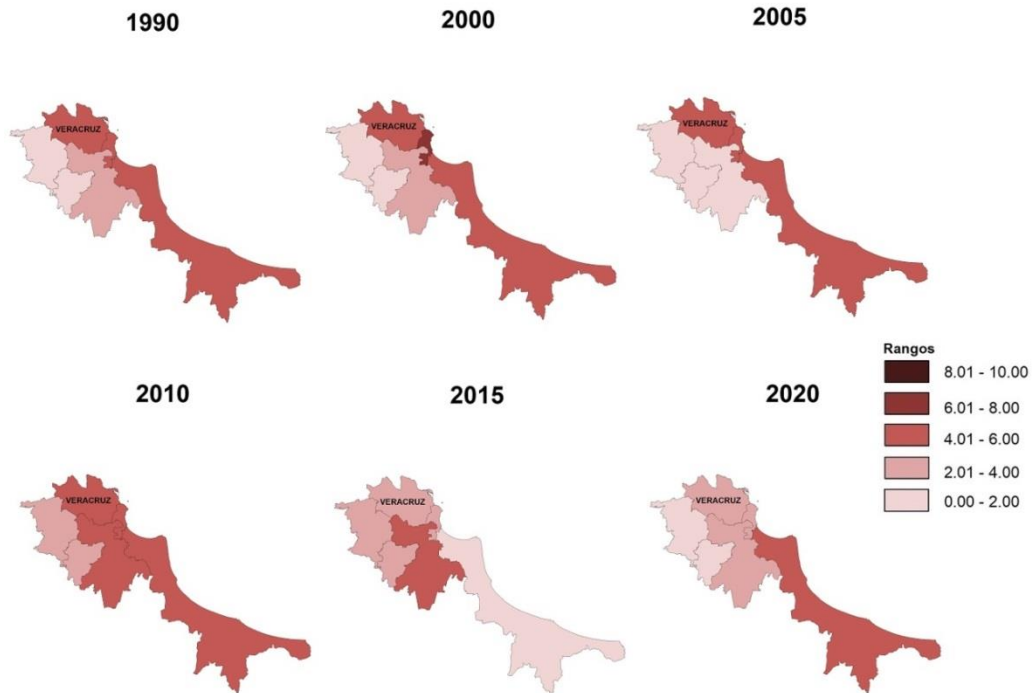 1990
2000
2005
VERACRUZ
VERACRUZ
VERACRUZ
Rangos
8.01 - 10.00
6.01 - 8.00
4.01 - 6.00
2.01 - 4.00
0.00 - 2.00
2010
2015
2020
VERACRUZ
VERACRUZ
VERACRUZ